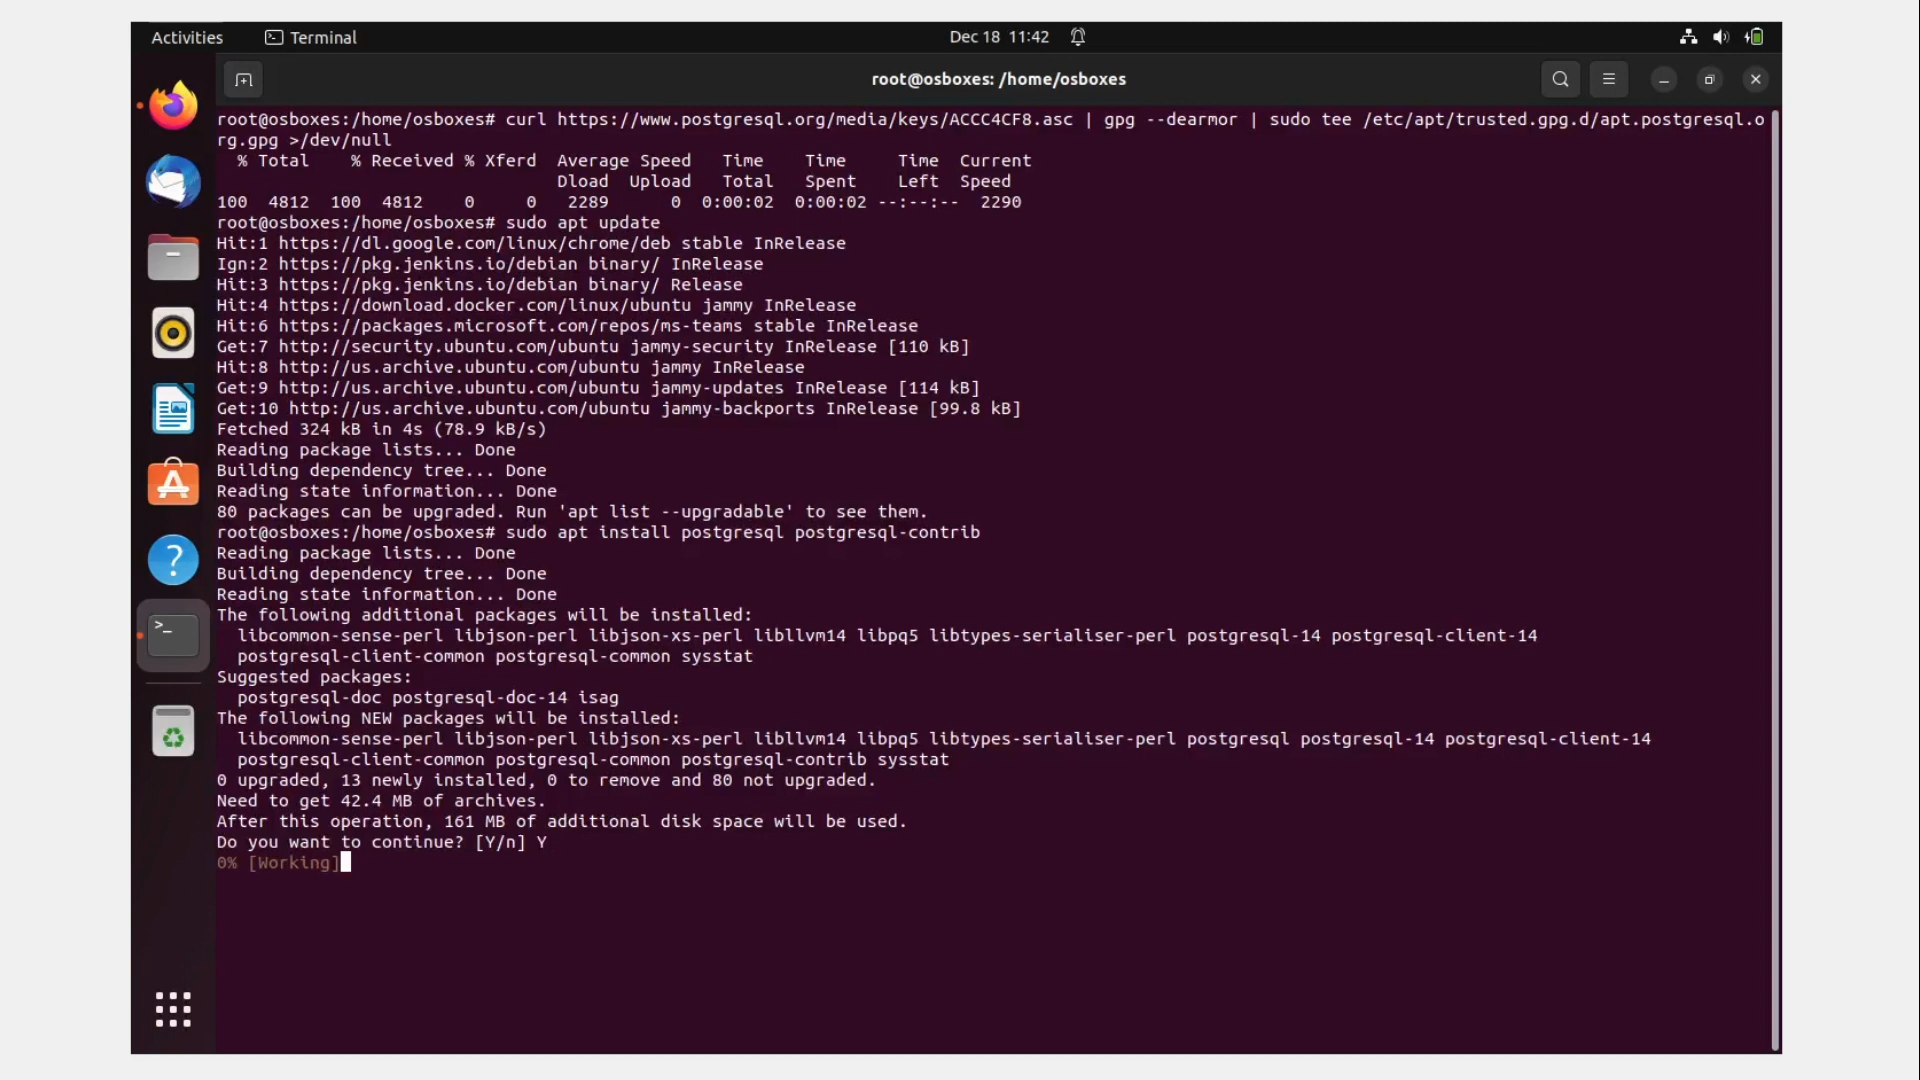 Activities
Terminal
Dec 18 11:42
root@osboxes: /home/osboxes
root@osboxes:/home/osboxes# curl https://www.postgresql.org/media/keys/ACCC4CF8.asc | gpg --dearmor | sudo tee /etc/apt/trusted.gpg.d/apt.postgresql.o
rg.gpg >/dev/null
  % Total    % Received % Xferd  Average Speed   Time    Time     Time  Current
                                 Dload  Upload   Total   Spent    Left  Speed
100  4812  100  4812    0     0   2289      0  0:00:02  0:00:02 --:--:--  2290
root@osboxes:/home/osboxes# sudo apt update
Hit:1 https://dl.google.com/linux/chrome/deb stable InRelease
Ign:2 https://pkg.jenkins.io/debian binary/ InRelease
Hit:3 https://pkg.jenkins.io/debian binary/ Release
Hit:4 https://download.docker.com/linux/ubuntu jammy InRelease
Hit:6 https://packages.microsoft.com/repos/ms-teams stable InRelease
Get:7 http://security.ubuntu.com/ubuntu jammy-security InRelease [110 kB]
Hit:8 http://us.archive.ubuntu.com/ubuntu jammy InRelease
Get:9 http://us.archive.ubuntu.com/ubuntu jammy-updates InRelease [114 kB]
Get:10 http://us.archive.ubuntu.com/ubuntu jammy-backports InRelease [99.8 kB]
Fetched 324 kB in 4s (78.9 kB/s)
Reading package lists... Done
Building dependency tree... Done
Reading state information... Done
80 packages can be upgraded. Run 'apt list --upgradable' to see them.
root@osboxes:/home/osboxes# sudo apt install postgresql postgresql-contrib
Reading package lists... Done
Building dependency tree... Done
Reading state information... Done
The following additional packages will be installed:
  libcommon-sense-perl libjson-perl libjson-xs-perl libllvm14 libpq5 libtypes-serialiser-perl postgresql-14 postgresql-client-14
  postgresql-client-common postgresql-common sysstat
Suggested packages:
  postgresql-doc postgresql-doc-14 isag
The following NEW packages will be installed:
  libcommon-sense-perl libjson-perl libjson-xs-perl libllvm14 libpq5 libtypes-serialiser-perl postgresql postgresql-14 postgresql-client-14
  postgresql-client-common postgresql-common postgresql-contrib sysstat
0 upgraded, 13 newly installed, 0 to remove and 80 not upgraded.
Need to get 42.4 MB of archives.
After this operation, 161 MB of additional disk space will be used.
Do you want to continue? [Y/n] Y
0% [Working]